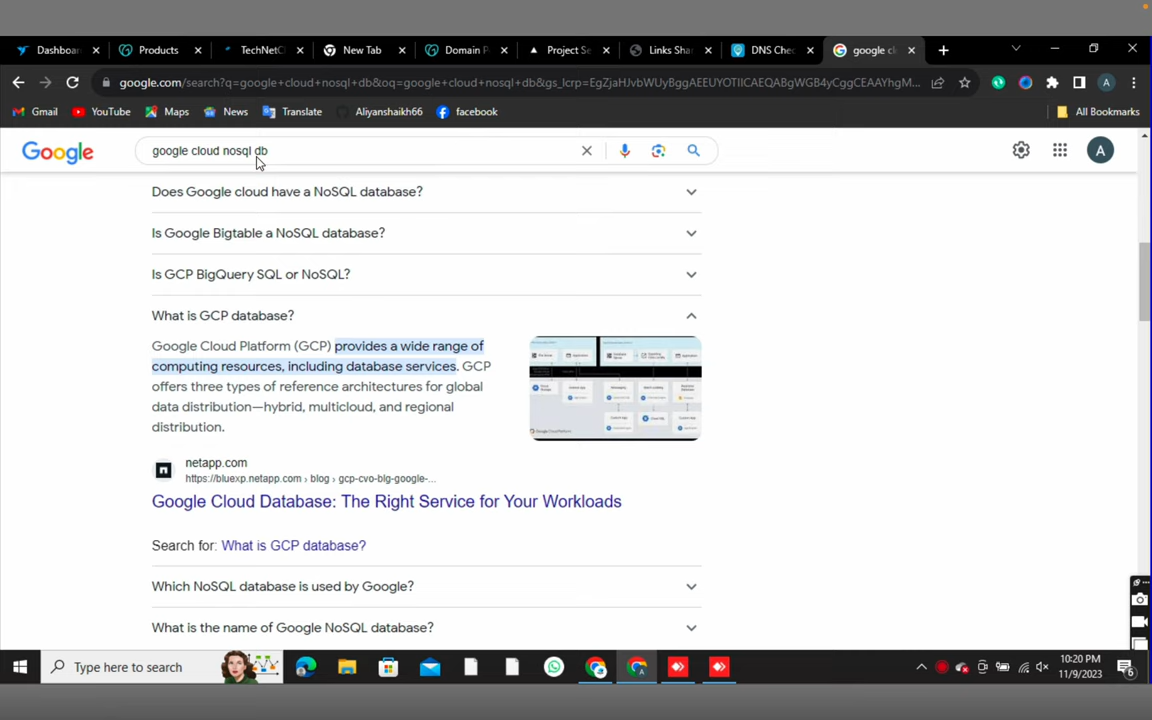 Dashboar
Products
TechNetCl
New Tab
Domain P
Project Se
Links Sha
DNS Chec
google cl
google.com/search?q=google+cloud+nosql+db&oq=google+cloud+nosql+db&gs_lcrp=EgZjaHJvbWUyBggAEEUYOTIICAEQABgWGB4yCggCEAAYhgM...
Gmail
YouTube
Maps
News
Translate
Aliyanshaikh66
facebook
All Bookmarks
Google
google cloud nosql db
A
Does Google cloud have a NoSQL database?
Is Google Bigtable a NoSQL database?
Is GCP BigQuery SQL or NoSQL?
What is GCP database?
Google Cloud Platform (GCP) provides a wide range of
computing resources, including database services. GCP
offers three types of reference architectures for global
data distribution—hybrid, multicloud, and regional
distribution.
netapp.com
https://bluexp.netapp.com › blog › gcp-cvo-blg-google-...
Google Cloud Database: The Right Service for Your Workloads
Search for: What is GCP database?
Which NoSQL database is used by Google?
What is the name of Google NoSQL database?
Type here to search
10:20 PM
11/9/2023
6